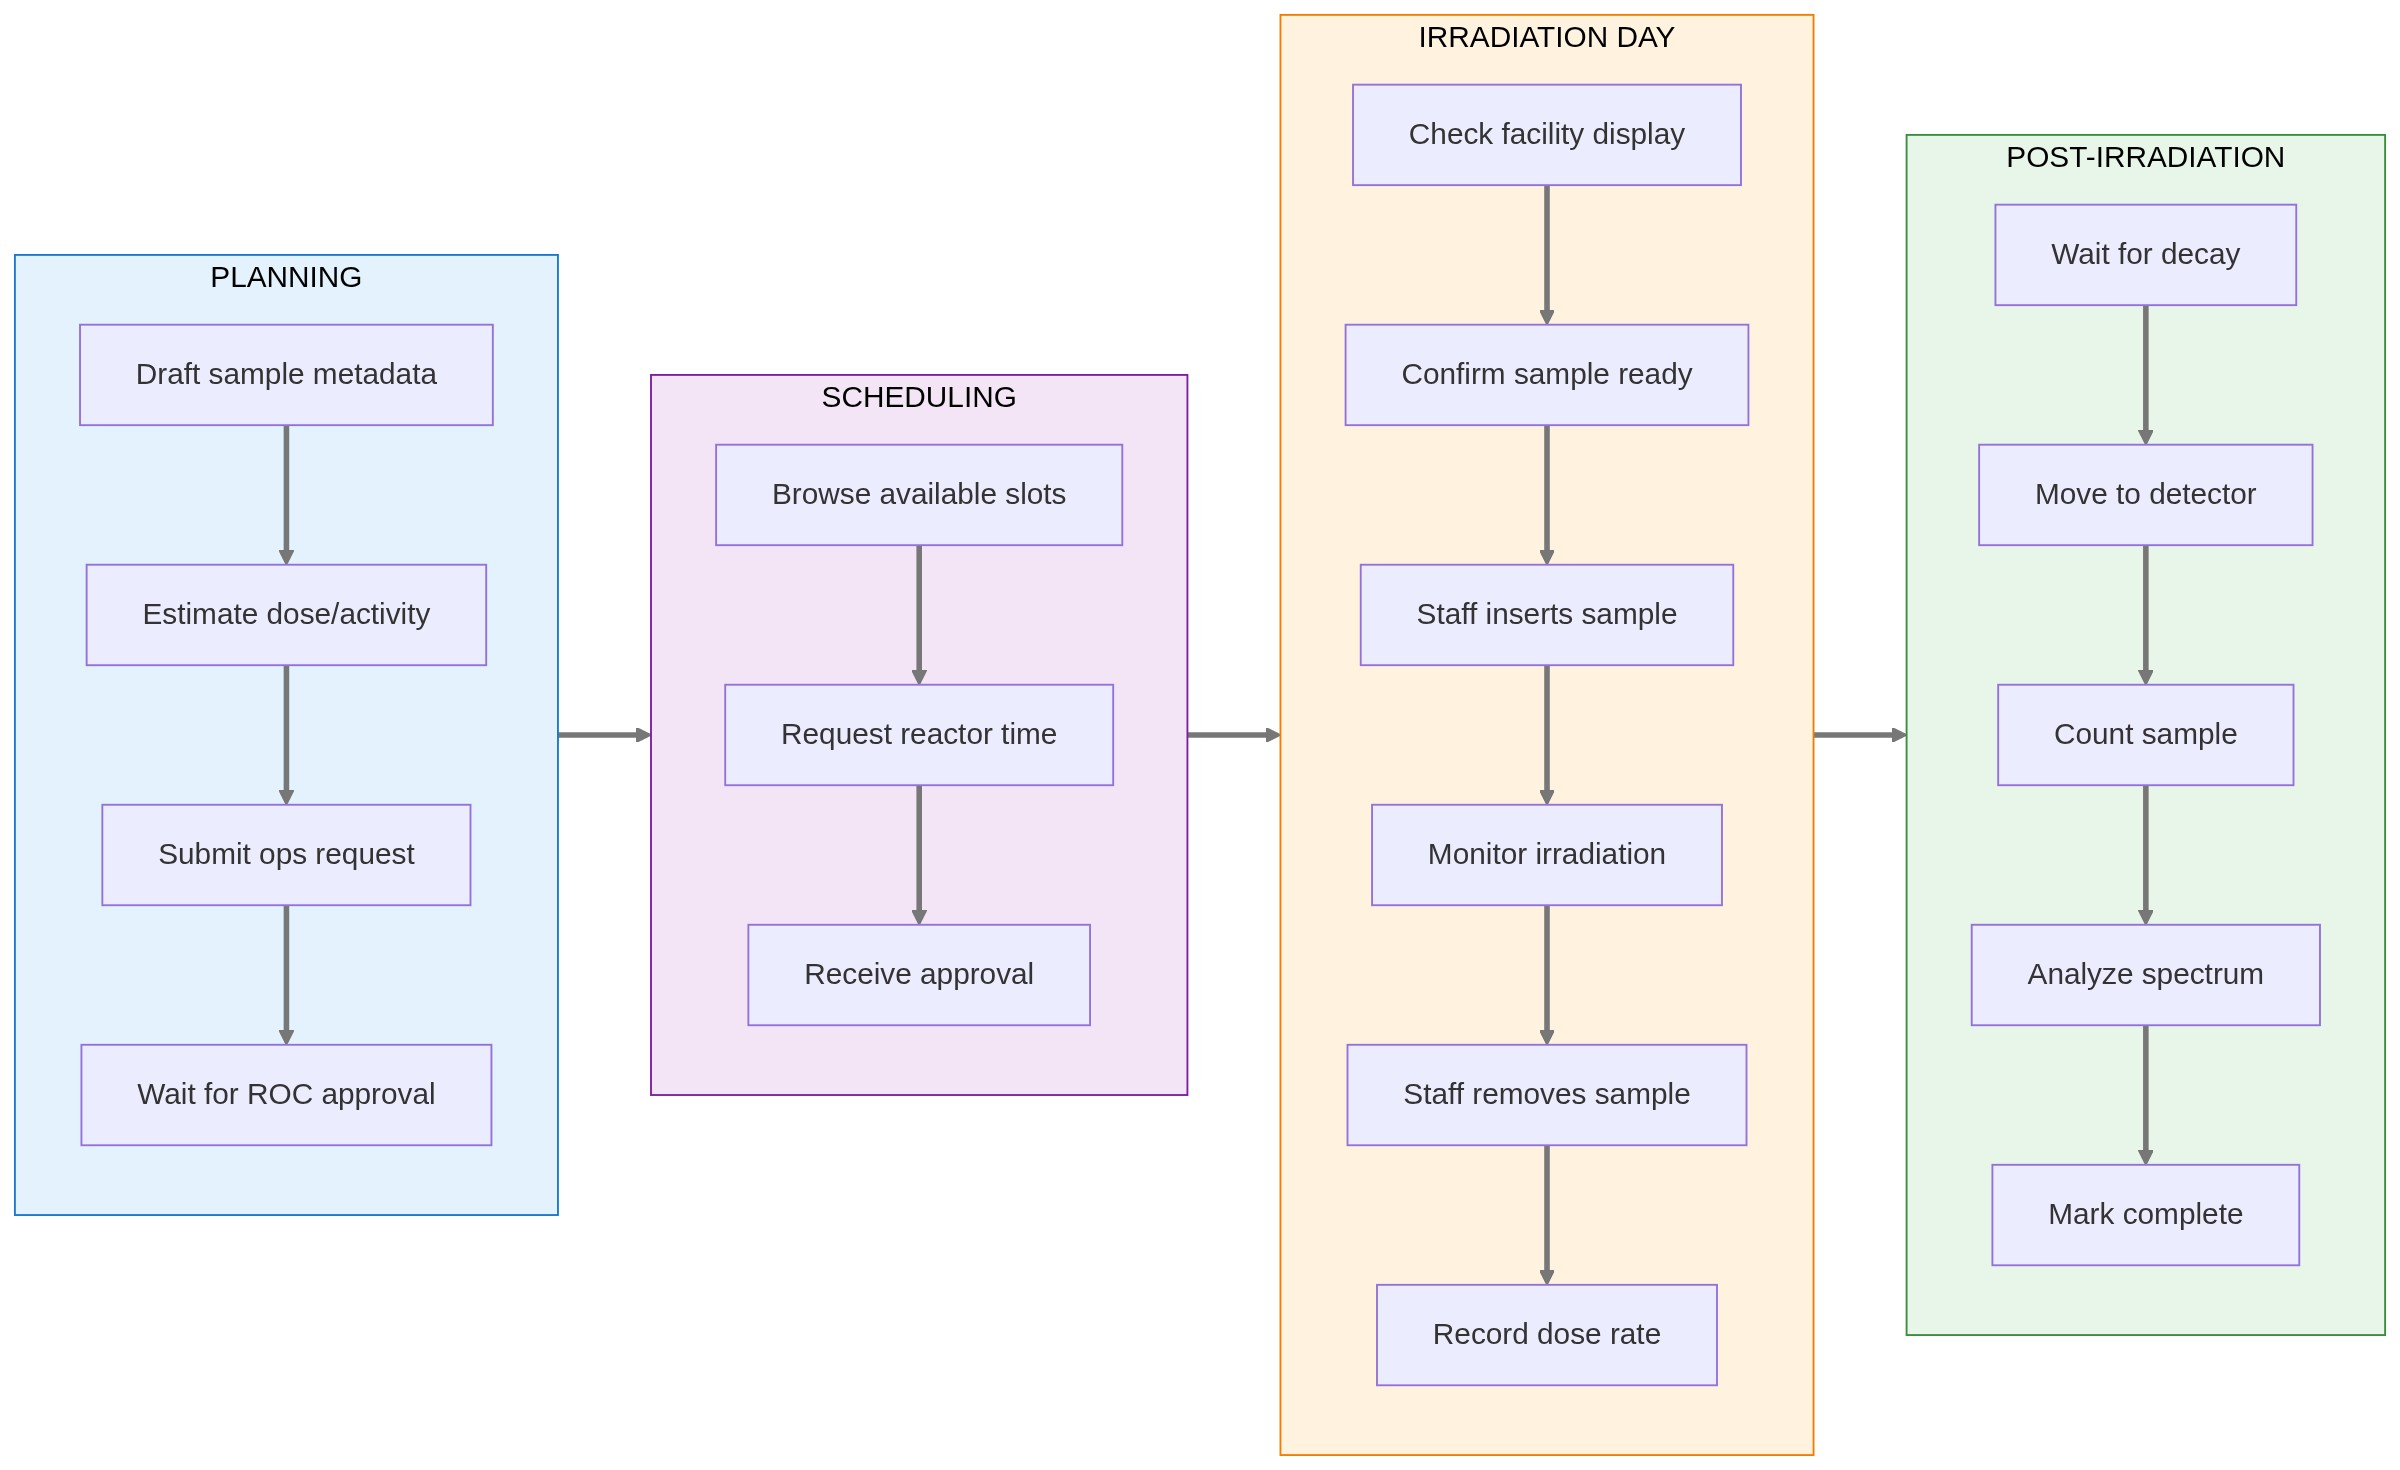 PLANNING
Draft sample metadata
Estimate dose/activity
Submit ops request
Wait for ROC approval
SCHEDULING
Browse available slots
Request reactor time
Receive approval
IRRADIATION DAY
Check facility display
Confirm sample ready
Staff inserts sample
Monitor irradiation
Staff removes sample
Record dose rate
POST-IRRADIATION
Wait for decay
Move to detector
Count sample
Analyze spectrum
Mark complete